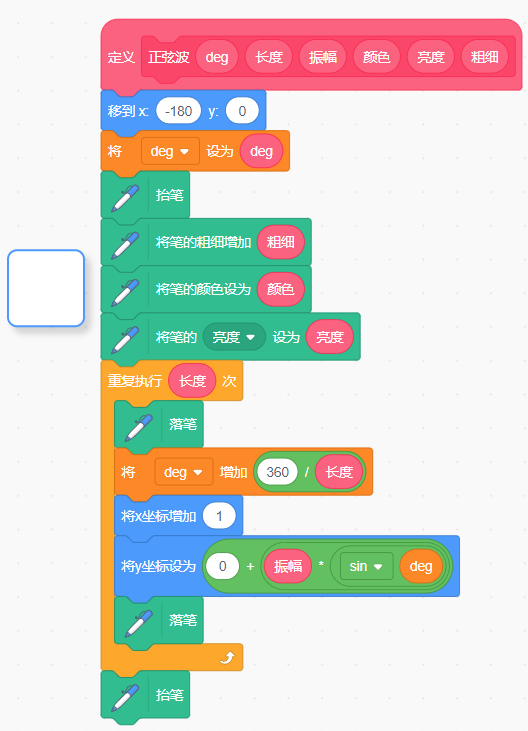 定义 正弦波 deg 长度 振幅 颜色 亮度 粗细
移到 x: -180 y: 0
将 deg 设为 deg
抬笔
将笔的粗细增加 粗细
将笔的颜色设为 颜色
将笔的 亮度 设为 亮度
重复执行 长度 次
落笔
将 deg 增加 360 / 长度
将x坐标增加 1
将y坐标设为 0 + 振幅 * sin deg
落笔
抬笔